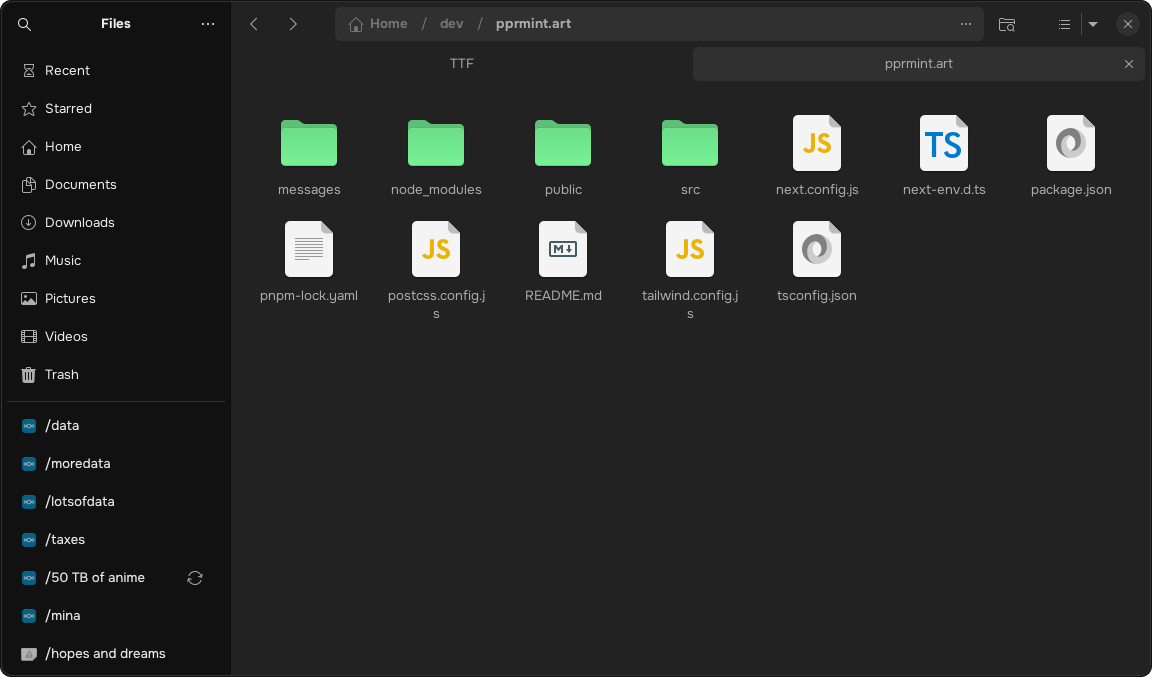 Files
Home / dev / pprmint.art
TTF
pprmint.art
Recent
Starred
Home
Documents
Downloads
Music
Pictures
Videos
Trash
/data
/moredata
/lotsofdata
/taxes
/50 TB of anime
/mina
/hopes and dreams
messages
node_modules
public
src
JS
next.config.js
TS
next-env.d.ts
package.json
pnpm-lock.yaml
JS
postcss.config.j
s
M
README.md
JS
tailwind.config.j
s
tsconfig.json